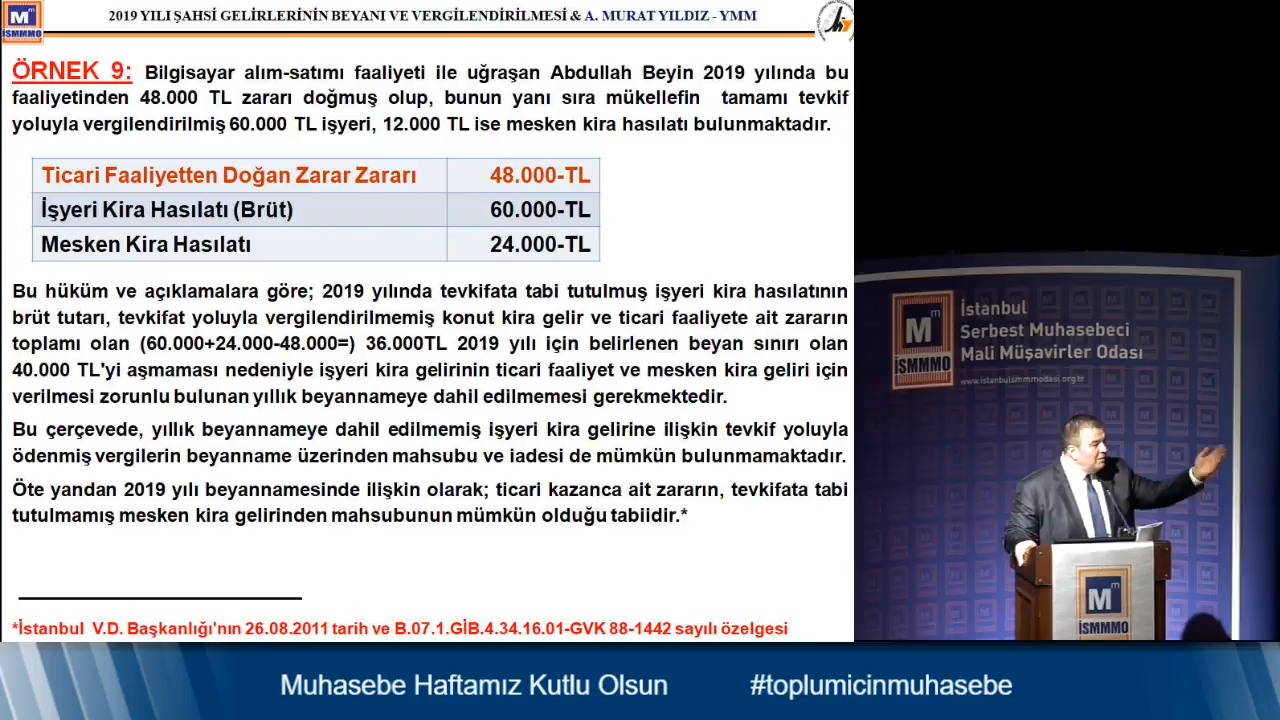 2019 YILI ŞAHSİ GELİRLERİNİN BEYANI VE VERGİLENDİRİLMESİ & A. MURAT YILDIZ - YMM
M m
İSMMMO
ÖRNEK 9: Bilgisayar alım-satımı faaliyeti ile uğraşan Abdullah Beyin 2019 yılında bu
faaliyetinden 48.000 TL zararı doğmuş olup, bunun yanı sıra mükellefin tamamı tevkif
yoluyla vergilendirilmiş 60.000 TL işyeri, 12.000 TL ise mesken kira hasılatı bulunmaktadır.
Ticari Faaliyetten Doğan Zarar Zararı 48.000-TL
İşyeri Kira Hasılatı (Brüt) 60.000-TL
Mesken Kira Hasılatı 24.000-TL
Bu hüküm ve açıklamalara göre; 2019 yılında tevkifata tabi tutulmuş işyeri kira hasılatının
brüt tutarı, tevkifat yoluyla vergilendirilmemiş konut kira gelir ve ticari faaliyete ait zararın
toplamı olan (60.000+24.000-48.000=) 36.000TL 2019 yılı için belirlenen beyan sınırı olan
40.000 TL'yi aşmaması nedeniyle işyeri kira gelirinin ticari faaliyet ve mesken kira geliri için
verilmesi zorunlu bulunan yıllık beyannameye dahil edilmemesi gerekmektedir.
Bu çerçevede, yıllık beyannameye dahil edilmemiş işyeri kira gelirine ilişkin tevkif yoluyla
ödenmiş vergilerin beyanname üzerinden nahsubu ve iadesi de mümkün bulunmamaktadır.
Öte yandan 2019 yılı beyannamesinde ilişkin olarak; ticari kazanca ait zararın, tevkifata tabi
tutulmamış mesken kira gelirinden mahsubunun mümkün olduğu tabiidir.*
*İstanbul V.D. Başkanlığı'nın 26.08.2011 tarih ve B.07.1.GİB.4.34.16.01-GVK 88-1442 sayılı özelgesi
M m
İSMMMO
İstanbul
Serbest Muhasebeci
Mali Müşavirler Odası
www.istanbulsmmmodasi.org.tr
M m
İSMMMO
Muhasebe Haftamız Kutlu Olsun #toplumicinmuhasebe